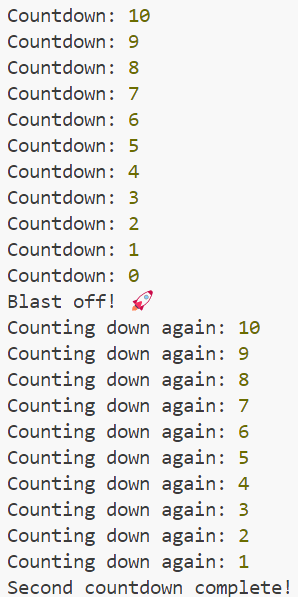 Countdown: 10
Countdown: 9
Countdown: 8
Countdown: 7
Countdown: 6
Countdown: 5
Countdown: 4
Countdown: 3
Countdown: 2
Countdown: 1
Countdown: 0
Blast off! 🚀
Counting down again: 10
Counting down again: 9
Counting down again: 8
Counting down again: 7
Counting down again: 6
Counting down again: 5
Counting down again: 4
Counting down again: 3
Counting down again: 2
Counting down again: 1
Second countdown complete!